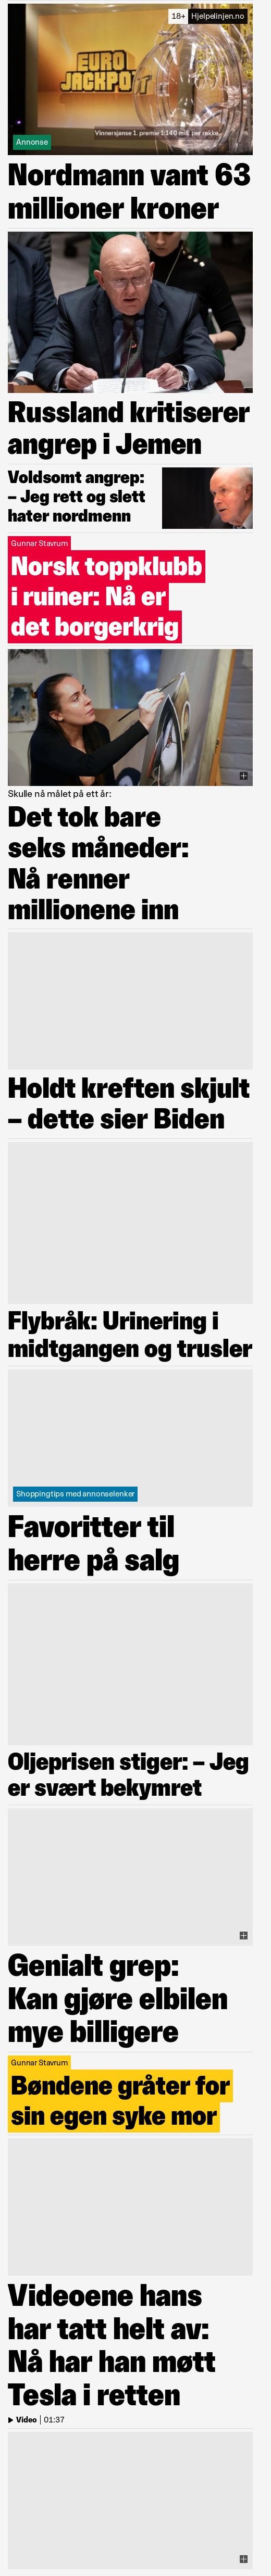 18+ Hjelpelinjen.no
EURO
JACKPOT
Vinnersjanse 1. premie 1:140 mill. per rekke.
Annonse
Nordmann vant 63
millioner kroner
Russland kritiserer
angrep i Jemen
Voldsomt angrep:
– Jeg rett og slett
hater nordmenn
Gunnar Stavrum
Norsk toppklubb
i ruiner: Nå er
det borgerkrig
Skulle nå målet på ett år:
Det tok bare
seks måneder:
Nå renner
millionene inn
Holdt kreften skjult
– dette sier Biden
Flybråk: Urinering i
midtgangen og trusler
Shoppingtips med annonselenker
Favoritter til
herre på salg
Oljeprisen stiger: – Jeg
er svært bekymret
Genialt grep:
Kan gjøre elbilen
mye billigere
Gunnar Stavrum
Bøndene gråter for
sin egen syke mor
Videoene hans
har tatt helt av:
Nå har han møtt
Tesla i retten
Video | 01:37